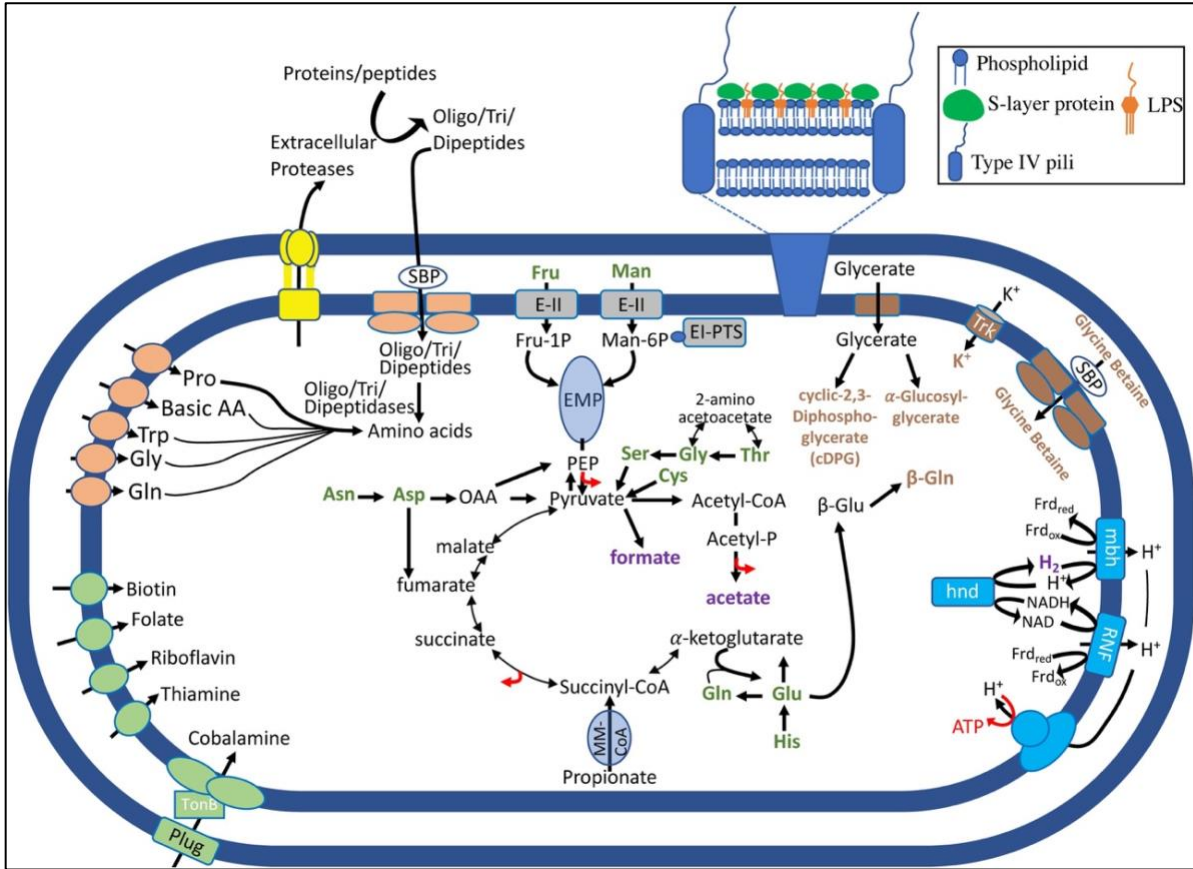 Proteins/peptides
Oligo/Tri/
Dipeptides
Extracellular
Proteases
Phospholipid
S-layer protein
LPS
Type IV pili
SBP
Fru
Man
E-II
E-II
EI-PTS
Fru-1P
Man-6P
Oligo/Tri/
Dipeptides
EMP
Glycerate
Glycerate
cyclic-2,3-
Diphospho-
glycerate
(cDPG)
α-Glucosyl-
glycerate
K⁺
Trk
K⁺
Glycine Betaine
SBP
Glycine Betaine
Pro
Basic AA
Trp
Gly
Gln
Oligo/Tri/
Dipeptidases
Amino acids
2-amino
acetoacetate
Ser
Gly
Thr
Cys
PEP
Asn
Asp
OAA
Pyruvate
Acetyl-CoA
Acetyl-P
acetate
formate
malate
fumarate
succinate
Succinyl-CoA
MM-
CoA
Propionate
α-ketoglutarate
Gln
Glu
His
β-Glu
β-Gln
Frd red
Frd ox
mbh
H⁺
H₂
H⁺
hnd
NADH
NAD
RNF
H⁺
Frd red
Frd ox
H⁺
ATP
Biotin
Folate
Riboflavin
Thiamine
Cobalamine
TonB
Plug